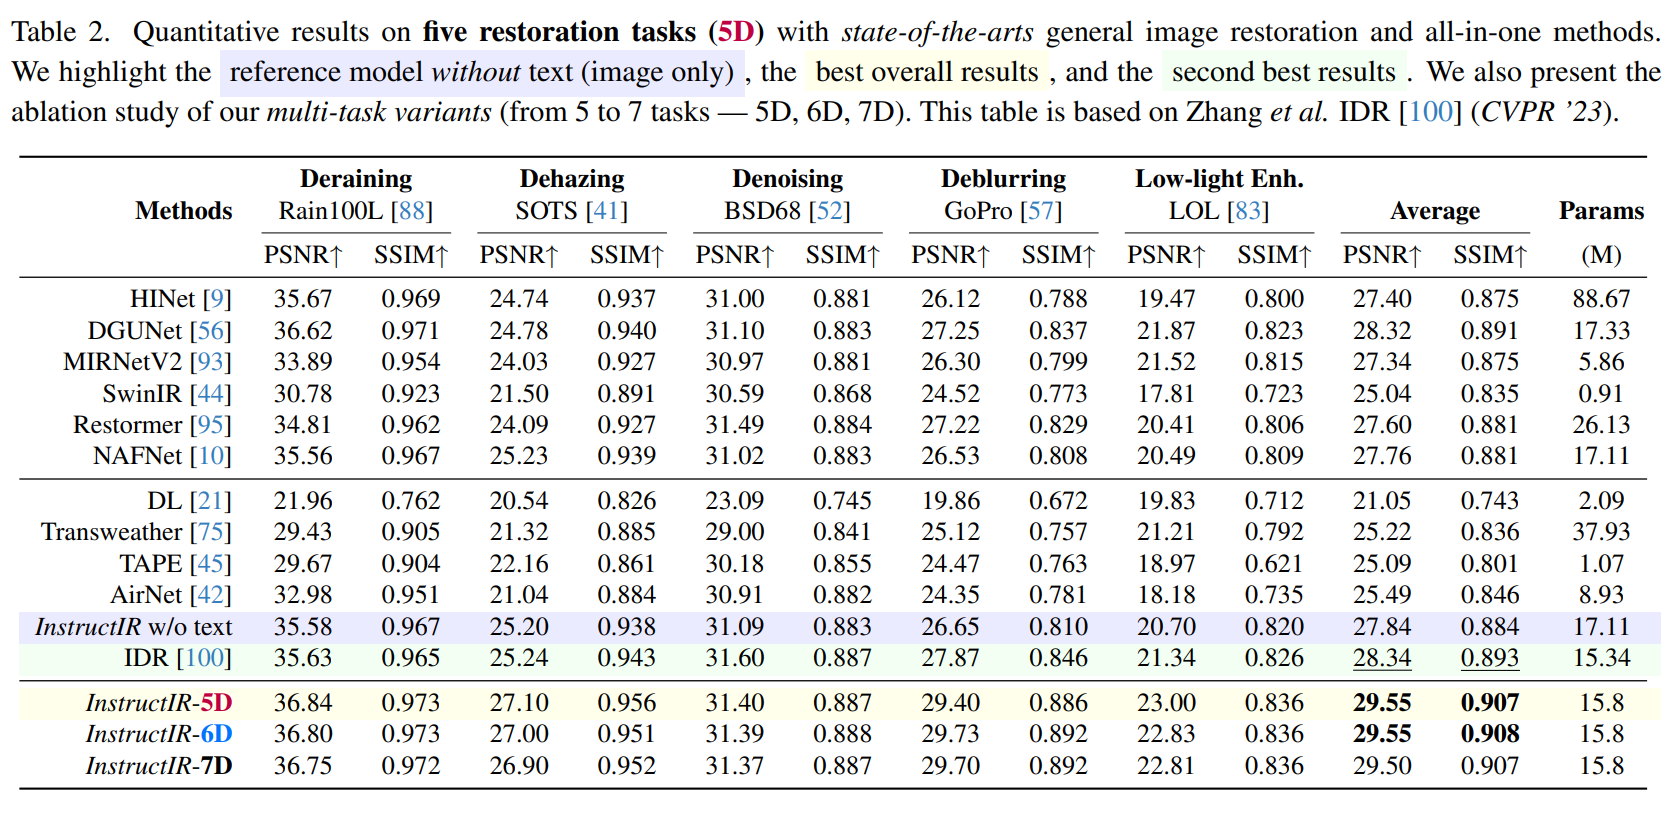 Table 2. Quantitative results on five restoration tasks (5D) with state-of-the-arts general image restoration and all-in-one methods.
We highlight the reference model without text (image only) , the best overall results , and the second best results . We also present the
ablation study of our multi-task variants (from 5 to 7 tasks — 5D, 6D, 7D). This table is based on Zhang et al. IDR [100] (CVPR ’23).
Deraining Dehazing Denoising Deblurring Low-light Enh.
Methods Rain100L [88] SOTS [41] BSD68 [52] GoPro [57] LOL [83] Average Params
PSNR↑ SSIM↑ PSNR↑ SSIM↑ PSNR↑ SSIM↑ PSNR↑ SSIM↑ PSNR↑ SSIM↑ PSNR↑ SSIM↑ (M)
HINet [9] 35.67 0.969 24.74 0.937 31.00 0.881 26.12 0.788 19.47 0.800 27.40 0.875 88.67
DGUNet [56] 36.62 0.971 24.78 0.940 31.10 0.883 27.25 0.837 21.87 0.823 28.32 0.891 17.33
MIRNetV2 [93] 33.89 0.954 24.03 0.927 30.97 0.881 26.30 0.799 21.52 0.815 27.34 0.875 5.86
SwinIR [44] 30.78 0.923 21.50 0.891 30.59 0.868 24.52 0.773 17.81 0.723 25.04 0.835 0.91
Restormer [95] 34.81 0.962 24.09 0.927 31.49 0.884 27.22 0.829 20.41 0.806 27.60 0.881 26.13
NAFNet [10] 35.56 0.967 25.23 0.939 31.02 0.883 26.53 0.808 20.49 0.809 27.76 0.881 17.11
DL [21] 21.96 0.762 20.54 0.826 23.09 0.745 19.86 0.672 19.83 0.712 21.05 0.743 2.09
Transweather [75] 29.43 0.905 21.32 0.885 29.00 0.841 25.12 0.757 21.21 0.792 25.22 0.836 37.93
TAPE [45] 29.67 0.904 22.16 0.861 30.18 0.855 24.47 0.763 18.97 0.621 25.09 0.801 1.07
AirNet [42] 32.98 0.951 21.04 0.884 30.91 0.882 24.35 0.781 18.18 0.735 25.49 0.846 8.93
InstructIR w/o text 35.58 0.967 25.20 0.938 31.09 0.883 26.65 0.810 20.70 0.820 27.84 0.884 17.11
IDR [100] 35.63 0.965 25.24 0.943 31.60 0.887 27.87 0.846 21.34 0.826 28.34 0.893 15.34
InstructIR-5D 36.84 0.973 27.10 0.956 31.40 0.887 29.40 0.886 23.00 0.836 29.55 0.907 15.8
InstructIR-6D 36.80 0.973 27.00 0.951 31.39 0.888 29.73 0.892 22.83 0.836 29.55 0.908 15.8
InstructIR-7D 36.75 0.972 26.90 0.952 31.37 0.887 29.70 0.892 22.81 0.836 29.50 0.907 15.8